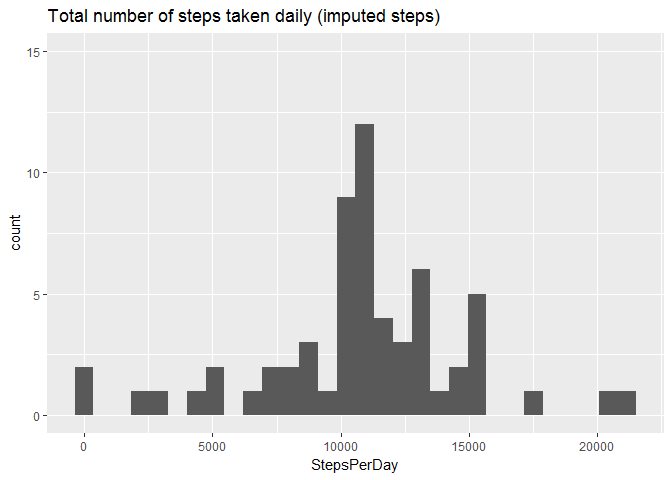 Total number of steps taken daily (imputed steps)
15
10
5
0
count
0 5000 10000 15000 20000
StepsPerDay